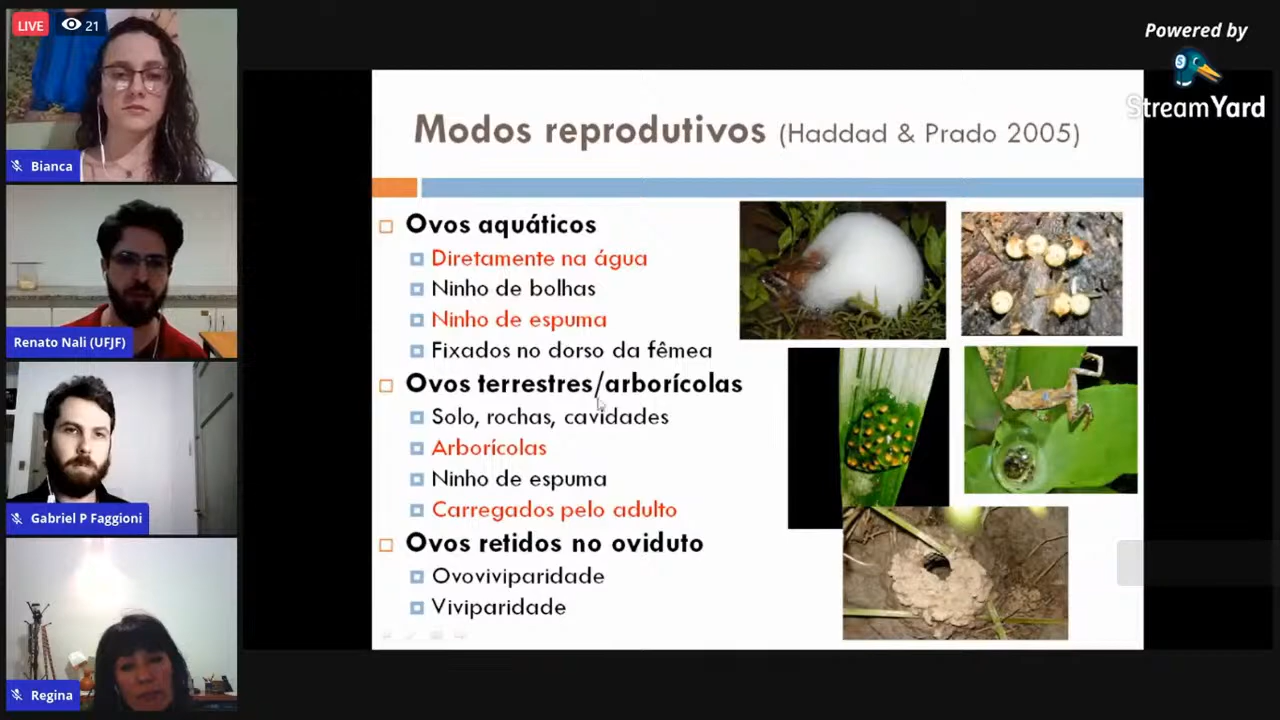 LIVE 21
Bianca
Renato Nali (UFJF)
Gabriel P Faggioni
Regina
Modos reprodutivos (Haddad & Prado 2005)
Ovos aquáticos
Diretamente na água
Ninho de bolhas
Ninho de espuma
Fixados no dorso da fêmea
Ovos terrestres/arborícolas
Solo, rochas, cavidades
Arborícolas
Ninho de espuma
Carregados pelo adulto
Ovos retidos no oviduto
Ovoviviparidade
Viviparidade
Powered by
StreamYard